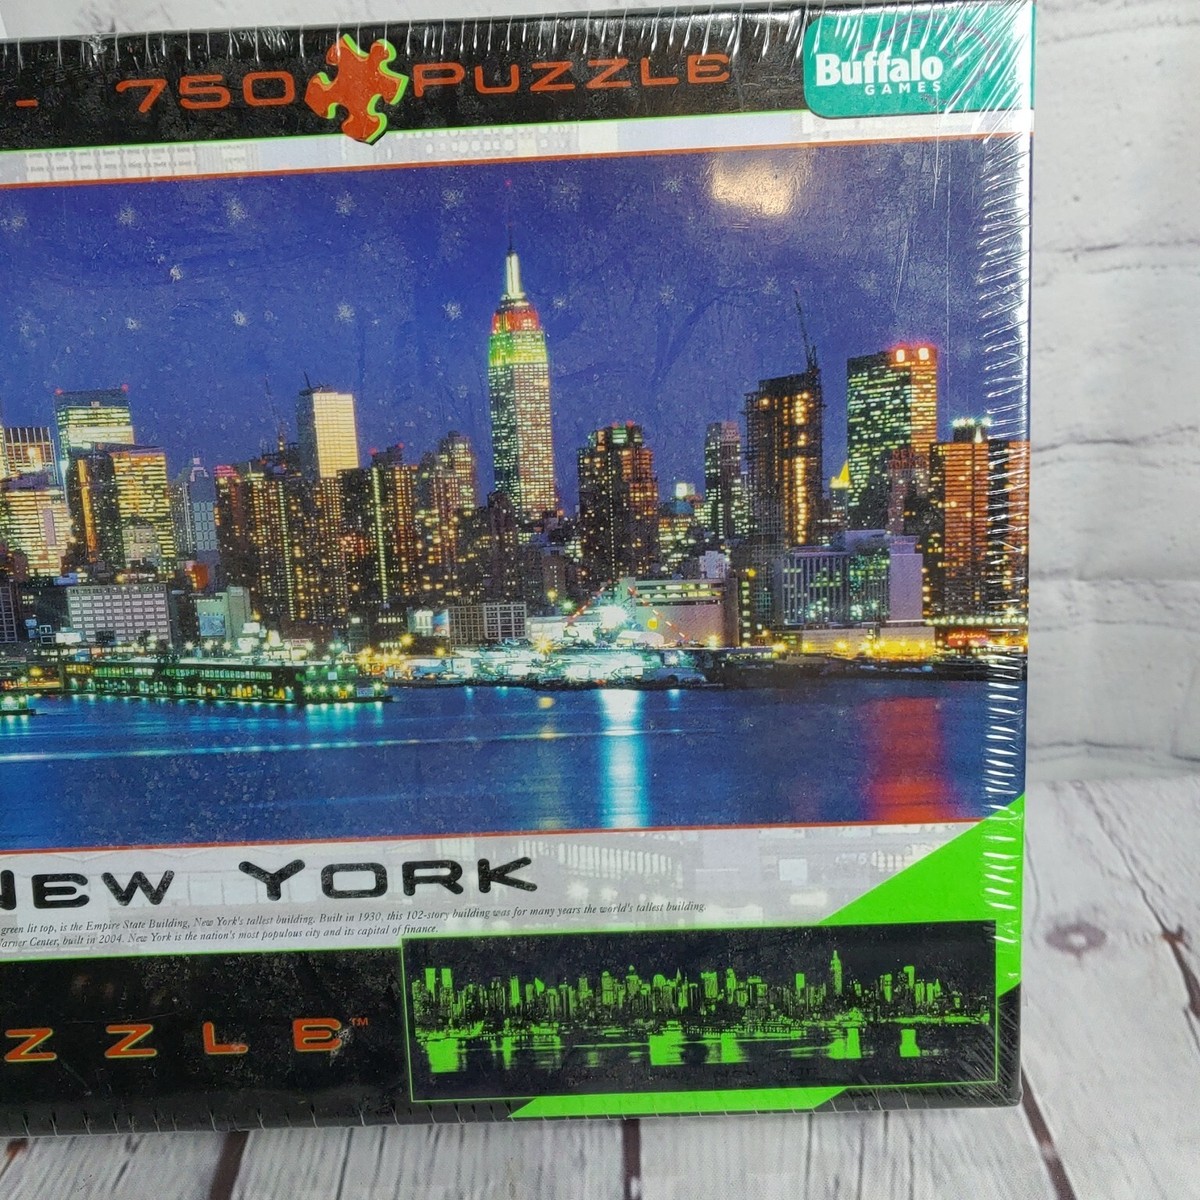 - 750 PUZZLE
Buffalo
GAMES
NEW YORK
green lit top, is the Empire State Building, New York's tallest building. Built in 1930, this 102-story building was for many years the world's tallest building.
Warner Center, built in 2004. New York is the nation's most populous city and its capital of finance.
ZZLE™